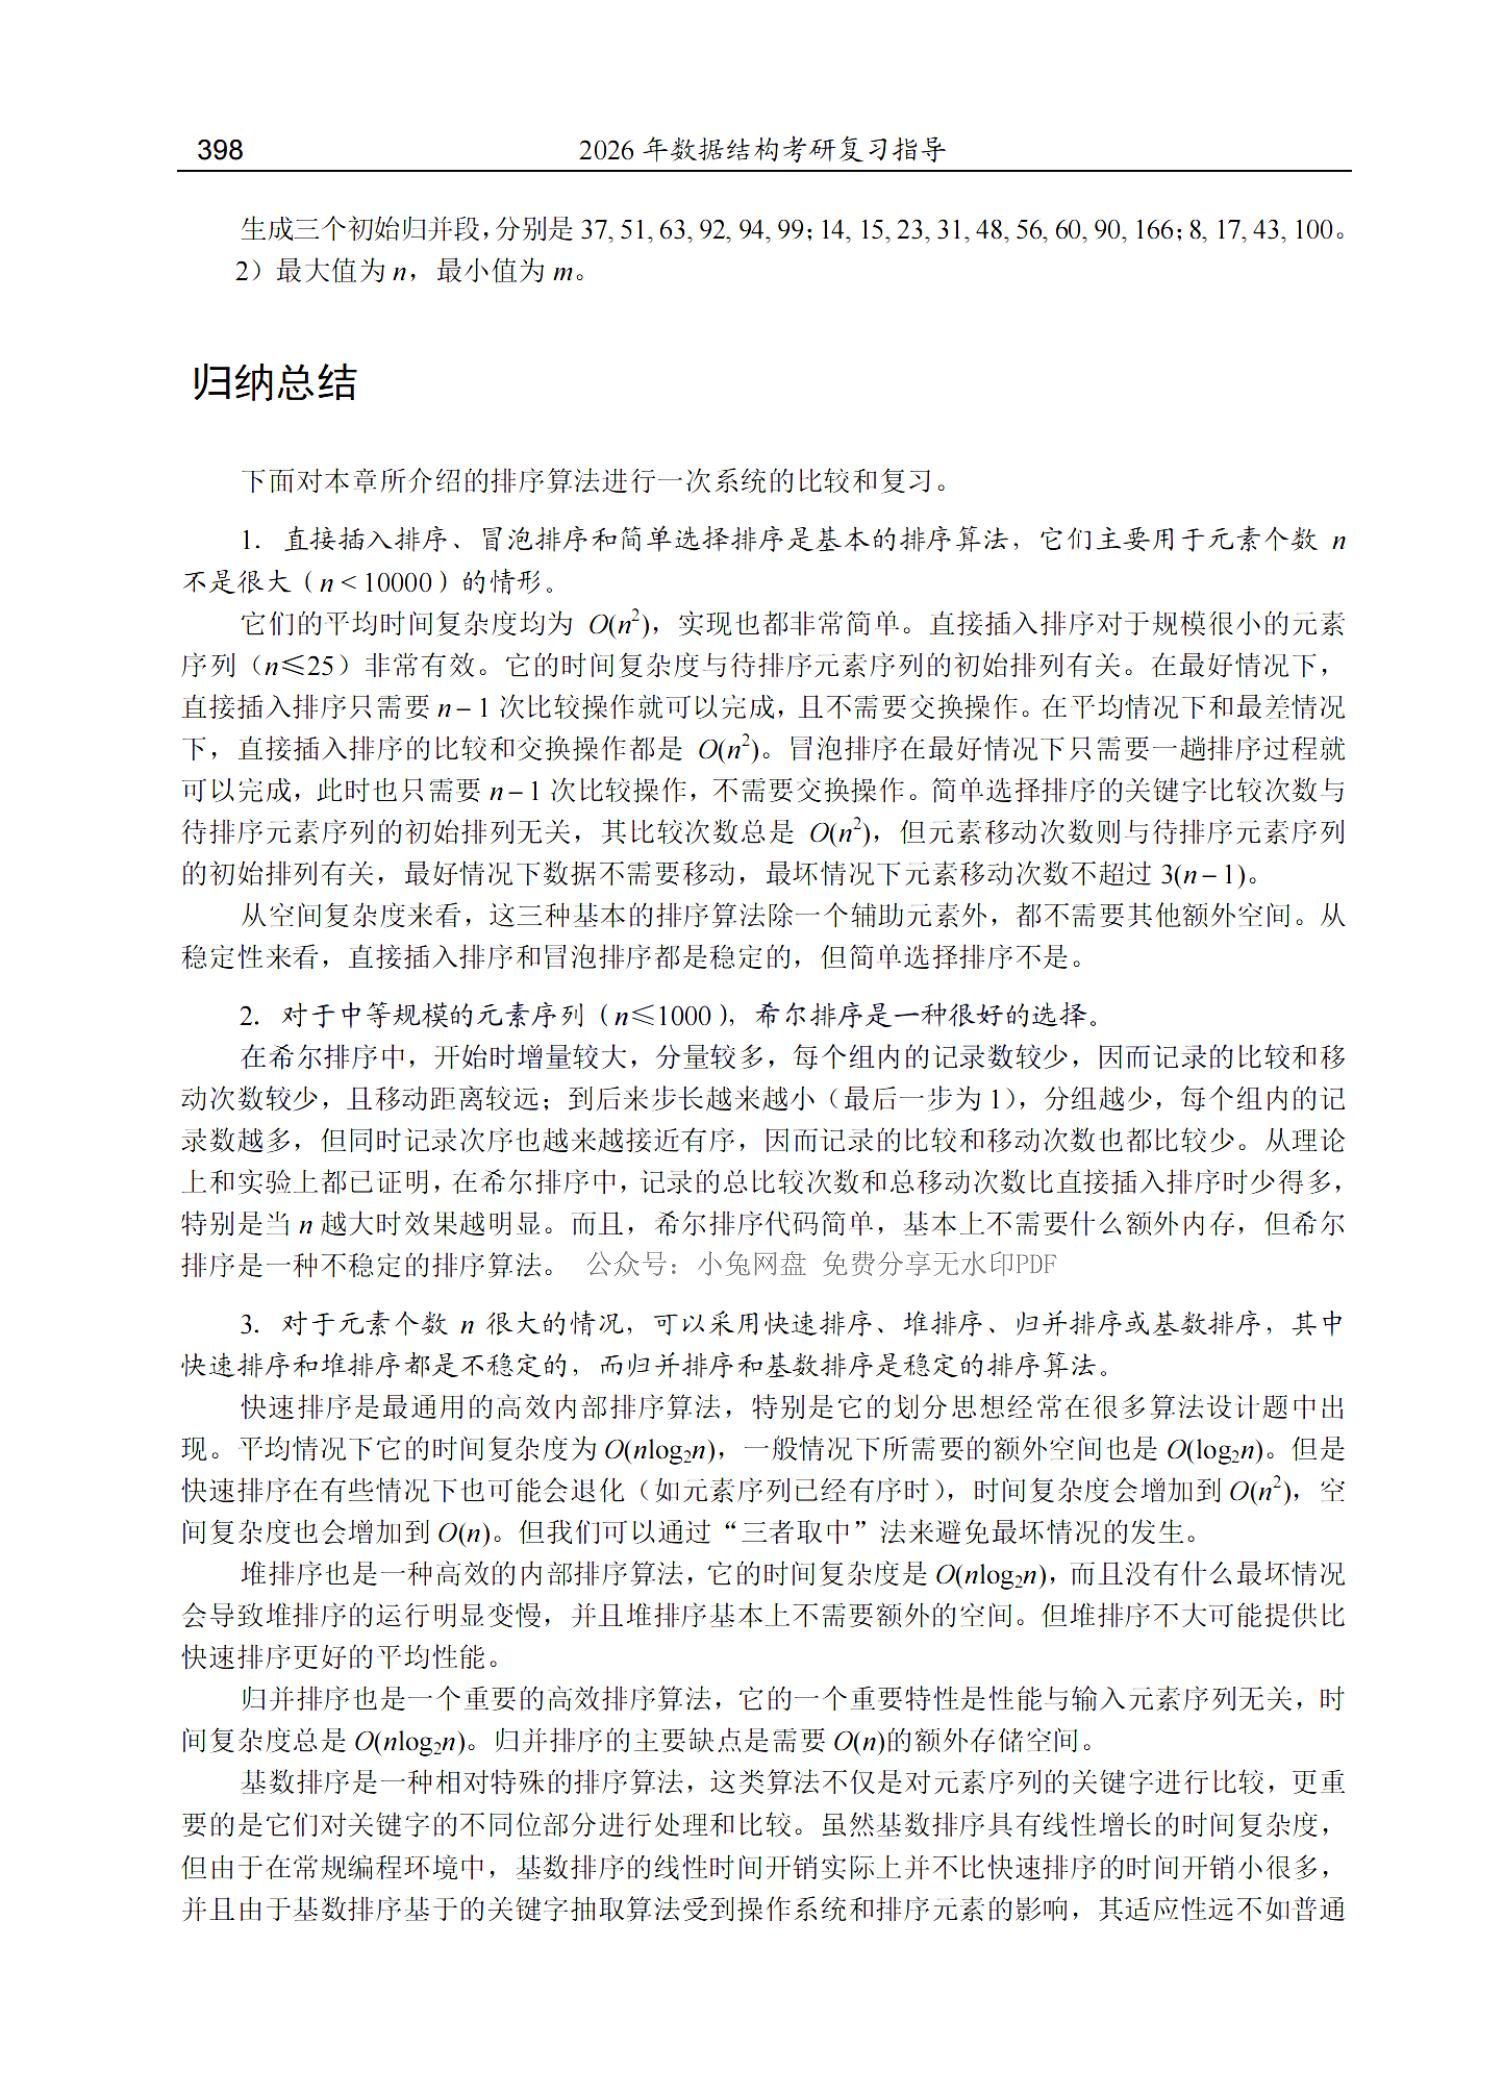 398 2026 年数据结构考研复习指导
生成三个初始归并段，分别是 37, 51, 63, 92, 94, 99; 14, 15, 23, 31, 48, 56, 60, 90, 166; 8, 17, 43, 100。
2）最大值为 n，最小值为 m。
归纳总结
下面对本章所介绍的排序算法进行一次系统的比较和复习。
1. 直接插入排序、冒泡排序和简单选择排序是基本的排序算法，它们主要用于元素个数 n
不是很大（n < 10000）的情形。
它们的平均时间复杂度均为 O(n²)，实现也都非常简单。直接插入排序对于规模很小的元素
序列（n≤25）非常有效。它的时间复杂度与待排序元素序列的初始排列有关。在最好情况下，
直接插入排序只需要 n – 1 次比较操作就可以完成，且不需要交换操作。在平均情况下和最差情况
下，直接插入排序的比较和交换操作都是 O(n²)。冒泡排序在最好情况下只需要一趟排序过程就
可以完成，此时也只需要 n – 1 次比较操作，不需要交换操作。简单选择排序的关键字比较次数与
待排序元素序列的初始排列无关，其比较次数总是 O(n²)，但元素移动次数则与待排序元素序列
的初始排列有关，最好情况下数据不需要移动，最坏情况下元素移动次数不超过 3(n – 1)。
从空间复杂度来看，这三种基本的排序算法除一个辅助元素外，都不需要其他额外空间。从
稳定性来看，直接插入排序和冒泡排序都是稳定的，但简单选择排序不是。
2. 对于中等规模的元素序列（n≤1000），希尔排序是一种很好的选择。
在希尔排序中，开始时增量较大，分量较多，每个组内的记录数较少，因而记录的比较和移
动次数较少，且移动距离较远；到后来步长越来越小（最后一步为 1），分组越少，每个组内的记
录数越多，但同时记录次序也越来越接近有序，因而记录的比较和移动次数也都比较少。从理论
上和实验上都已证明，在希尔排序中，记录的总比较次数和总移动次数比直接插入排序时少得多，
特别是当 n 越大时效果越明显。而且，希尔排序代码简单，基本上不需要什么额外内存，但希尔
排序是一种不稳定的排序算法。 公众号：小兔网盘 免费分享无水印PDF
3. 对于元素个数 n 很大的情况，可以采用快速排序、堆排序、归并排序或基数排序，其中
快速排序和堆排序都是不稳定的，而归并排序和基数排序是稳定的排序算法。
快速排序是最通用的高效内部排序算法，特别是它的划分思想经常在很多算法设计题中出
现。平均情况下它的时间复杂度为 O(nlog₂n)，一般情况下所需要的额外空间也是 O(log₂n)。但是
快速排序在有些情况下也可能会退化（如元素序列已经有序时），时间复杂度会增加到 O(n²)，空
间复杂度也会增加到 O(n)。但我们可以通过“三者取中”法来避免最坏情况的发生。
堆排序也是一种高效的内部排序算法，它的时间复杂度是 O(nlog₂n)，而且没有什么最坏情况
会导致堆排序的运行明显变慢，并且堆排序基本上不需要额外的空间。但堆排序不大可能提供比
快速排序更好的平均性能。
归并排序也是一个重要的高效排序算法，它的一个重要特性是性能与输入元素序列无关，时
间复杂度总是 O(nlog₂n)。归并排序的主要缺点是需要 O(n)的额外存储空间。
基数排序是一种相对特殊的排序算法，这类算法不仅是对元素序列的关键字进行比较，更重
要的是它们对关键字的不同位部分进行处理和比较。虽然基数排序具有线性增长的时间复杂度，
但由于在常规编程环境中，基数排序的线性时间开销实际上并不比快速排序的时间开销小很多，
并且由于基数排序基于的关键字抽取算法受到操作系统和排序元素的影响，其适应性远不如普通